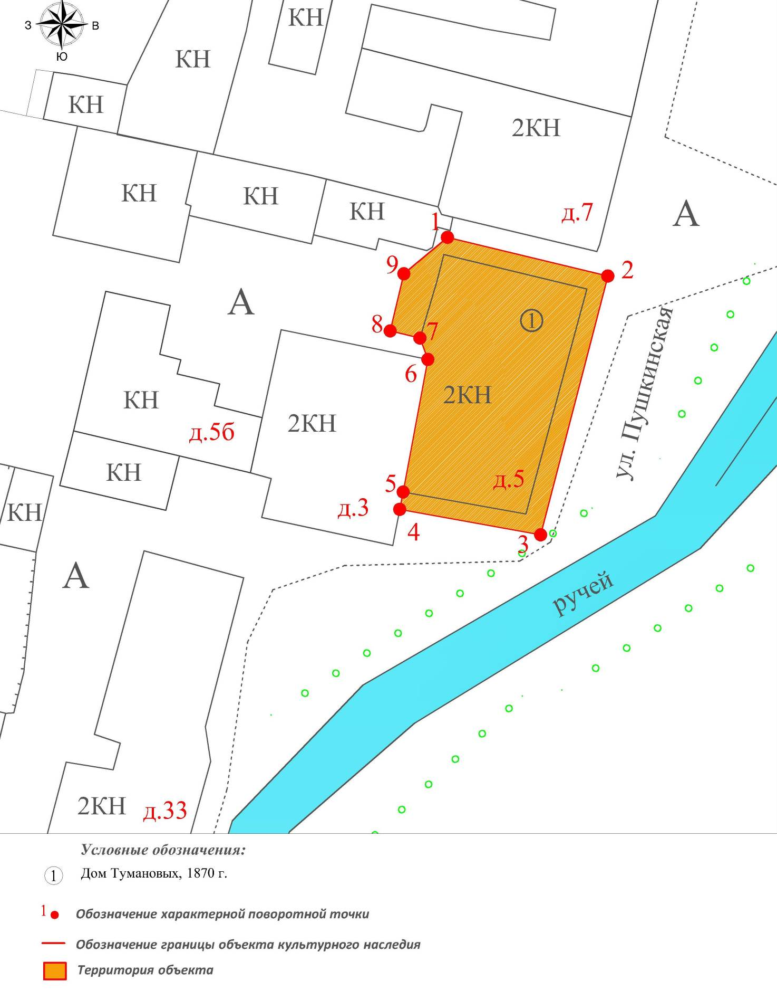 КН
З
В
КН
Ю
КН
2КН
КН
КН
КН
д.7
А
1
9
2
А
8
7
1
6
ул. Пушкинская
2КН
КН
2КН
д.5б
КН
5
д.5
д.3
КН
4
3
А
ручей
2КН
д.33
Условные обозначения:
1 Дом Тумановых, 1870 г.
1 Обозначение характерной поворотной точки
Обозначение границы объекта культурного наследия
Территория объекта